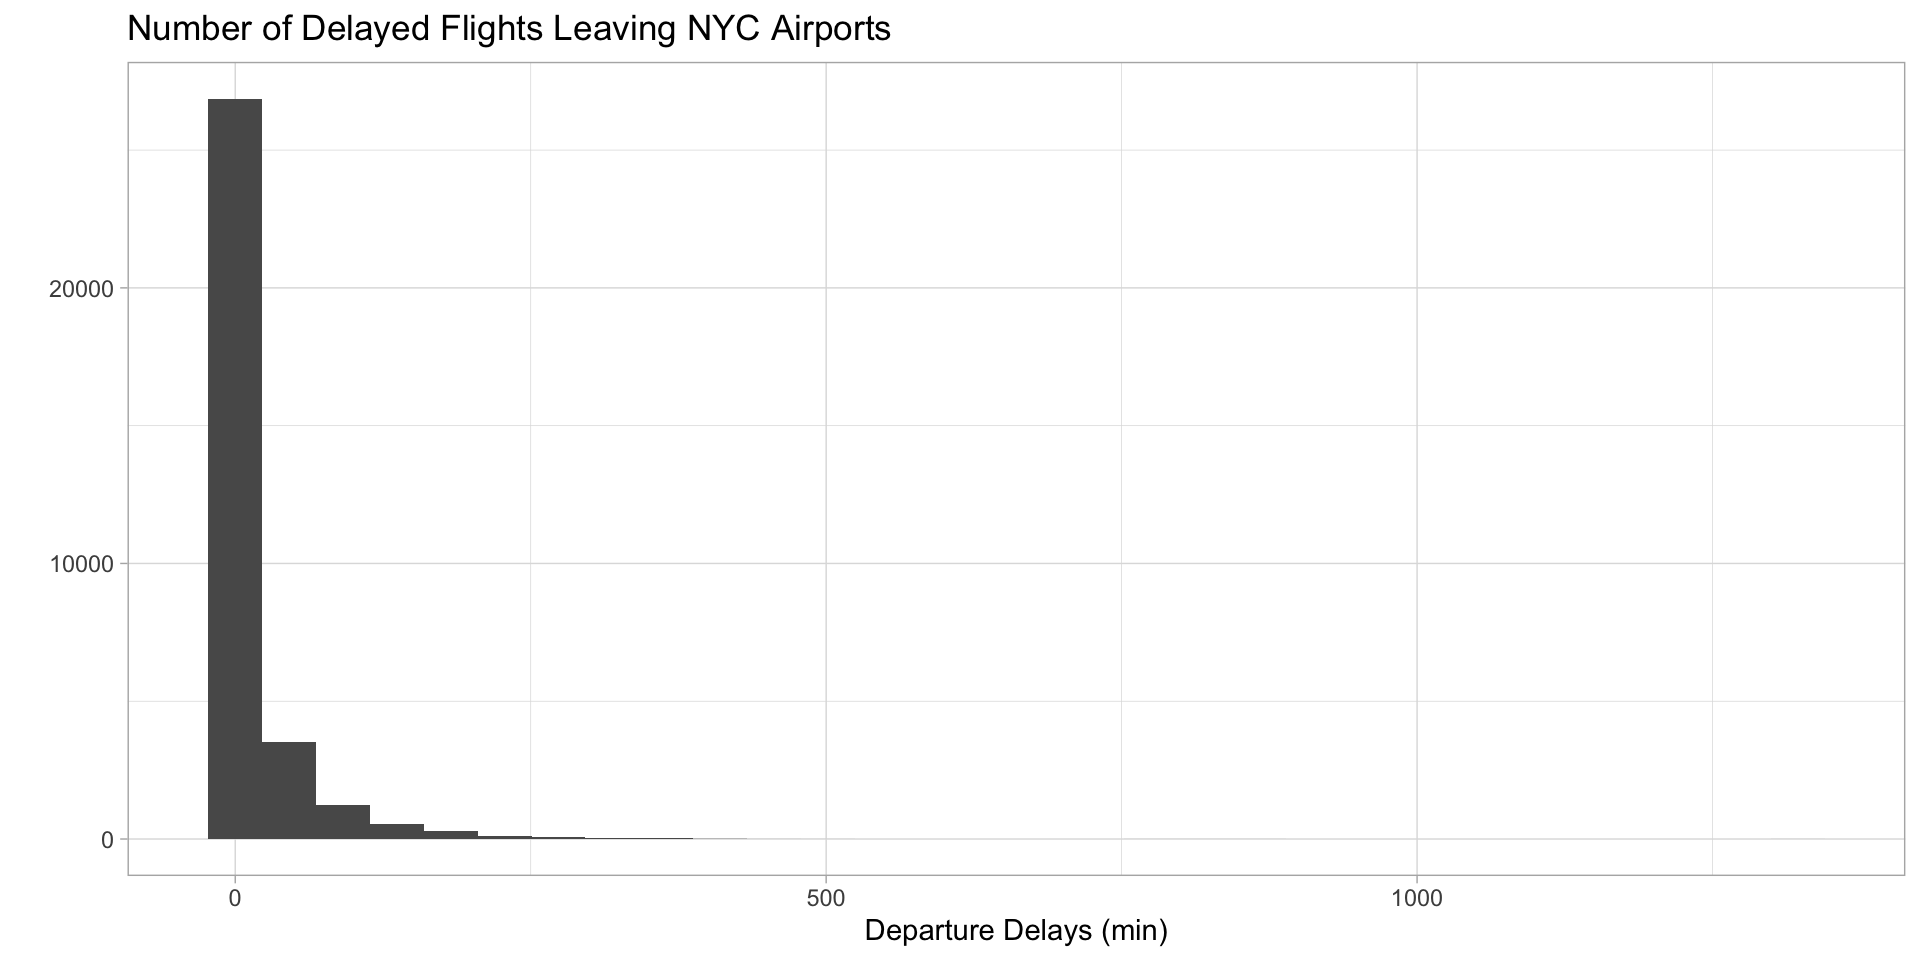 Number of Delayed Flights Leaving NYC Airports
20000
10000
0
0 500 1000
Departure Delays (min)